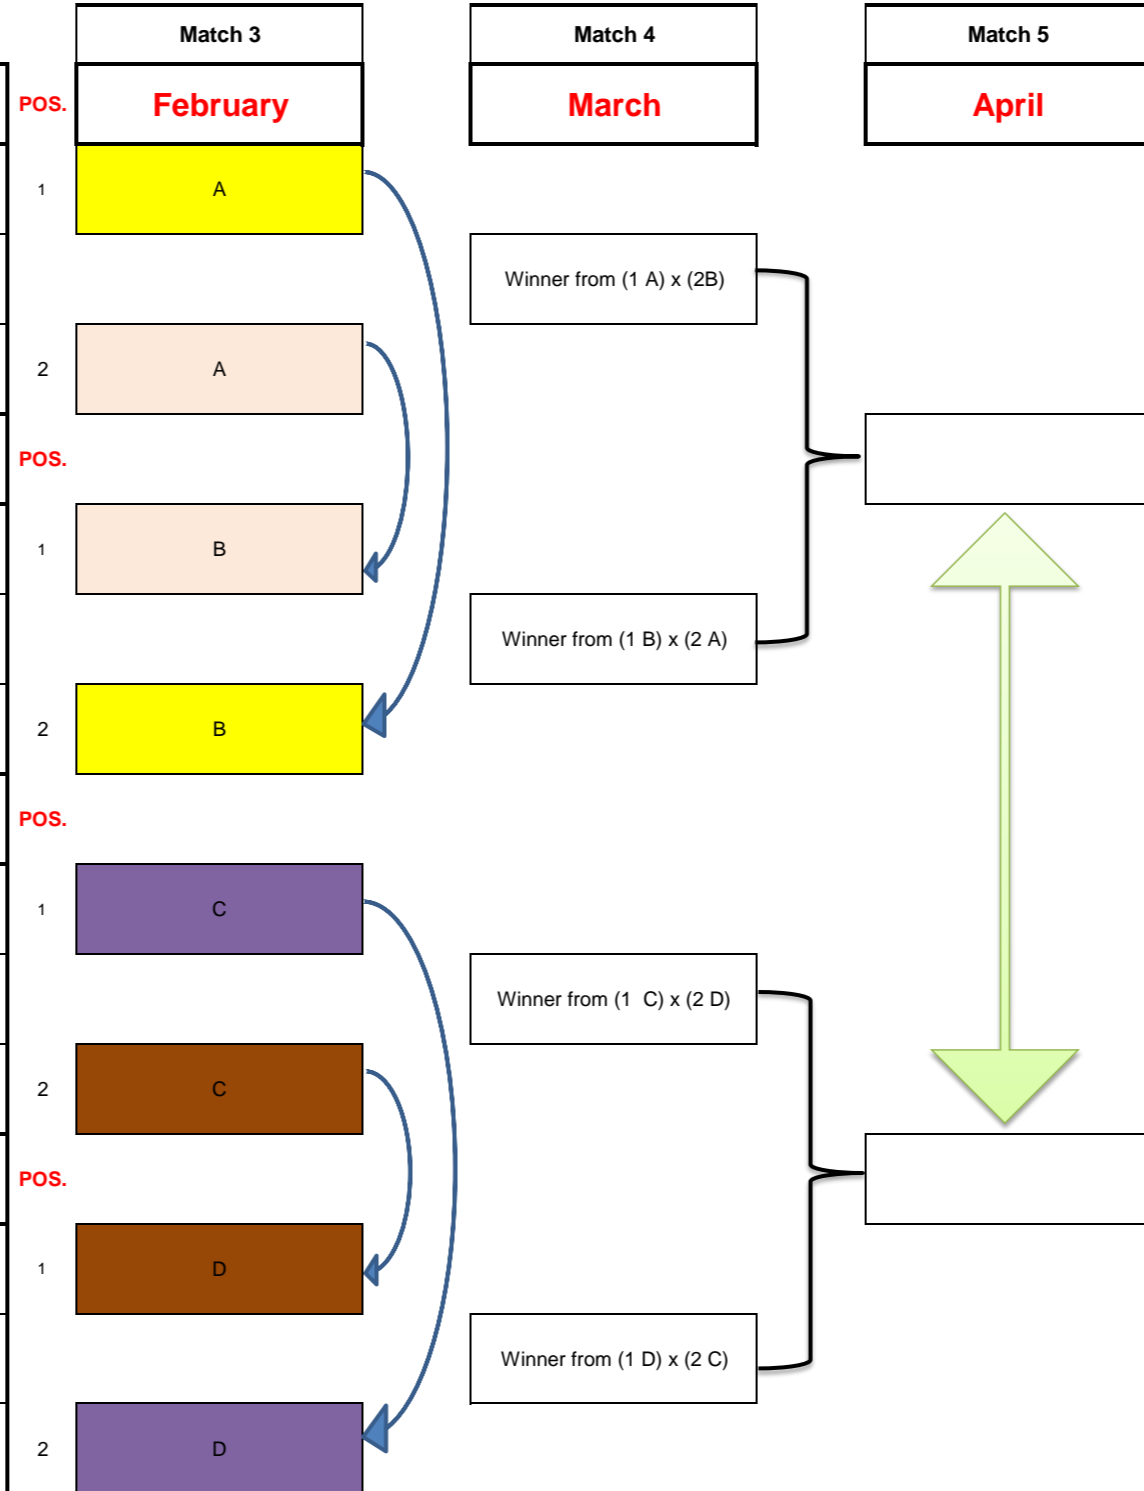 Match 3
Match 4
Match 5
POS.
February
March
April
1
A
Winner from (1 A) x (2B)
2
A
POS.
1
B
Winner from (1 B) x (2 A)
2
B
POS.
1
C
Winner from (1  C) x (2 D)
2
C
POS.
1
D
Winner from (1 D) x (2 C)
2
D